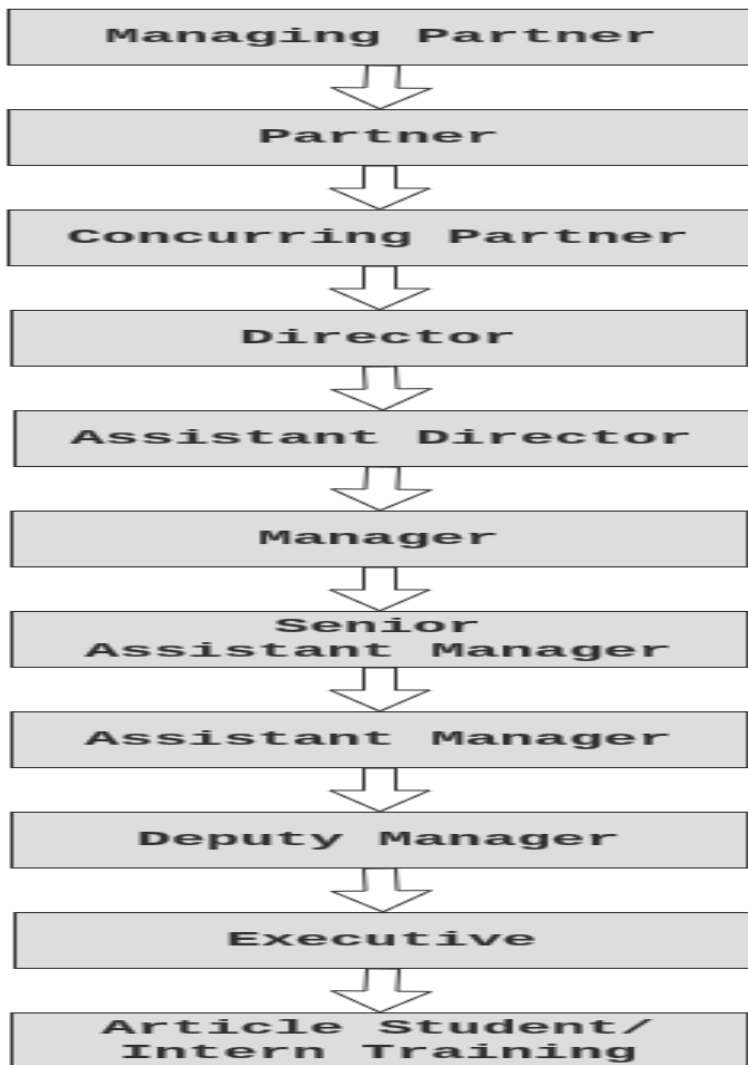 Managing Partner
Partner
Concurring Partner
Director
Assistant Director
Manager
Senior
Assistant Manager
Assistant Manager
Deputy Manager
Executive
Article Student/
Intern Training